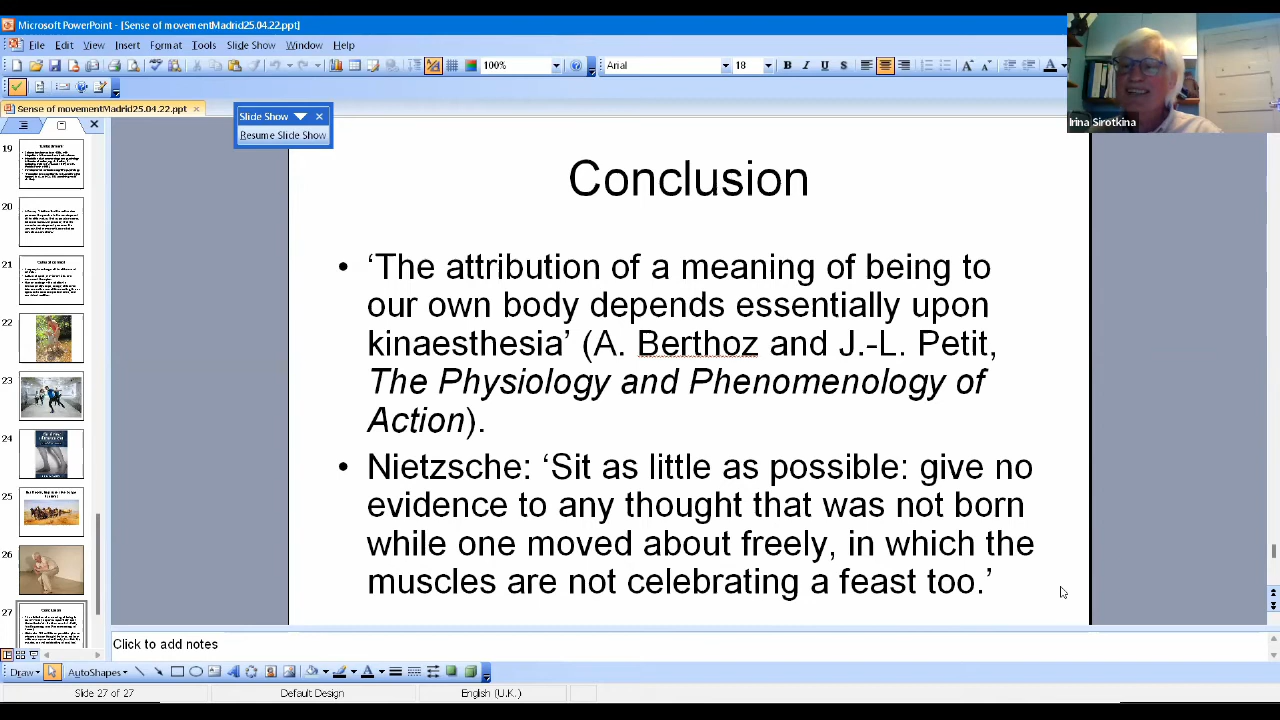 Microsoft PowerPoint - [Sense of movementMadrid25.04.22.ppt]
File Edit View Insert Format Tools Slide Show Window Help
100% Arial 18 B I U S A A A
Sense of movementMadrid25.04.22.ppt
Slide Show
Resume Slide Show
Irina Sirotkina
19
20
21
22
23
24
25
26
27
Conclusion
Conclusion
• ‘The attribution of a meaning of being to
our own body depends essentially upon
kinaesthesia’ (A. Berthoz and J.-L. Petit,
The Physiology and Phenomenology of
Action).
• Nietzsche: ‘Sit as little as possible: give no
evidence to any thought that was not born
while one moved about freely, in which the
muscles are not celebrating a feast too.’
Click to add notes
Draw AutoShapes
Slide 27 of 27 Default Design English (U.K.)